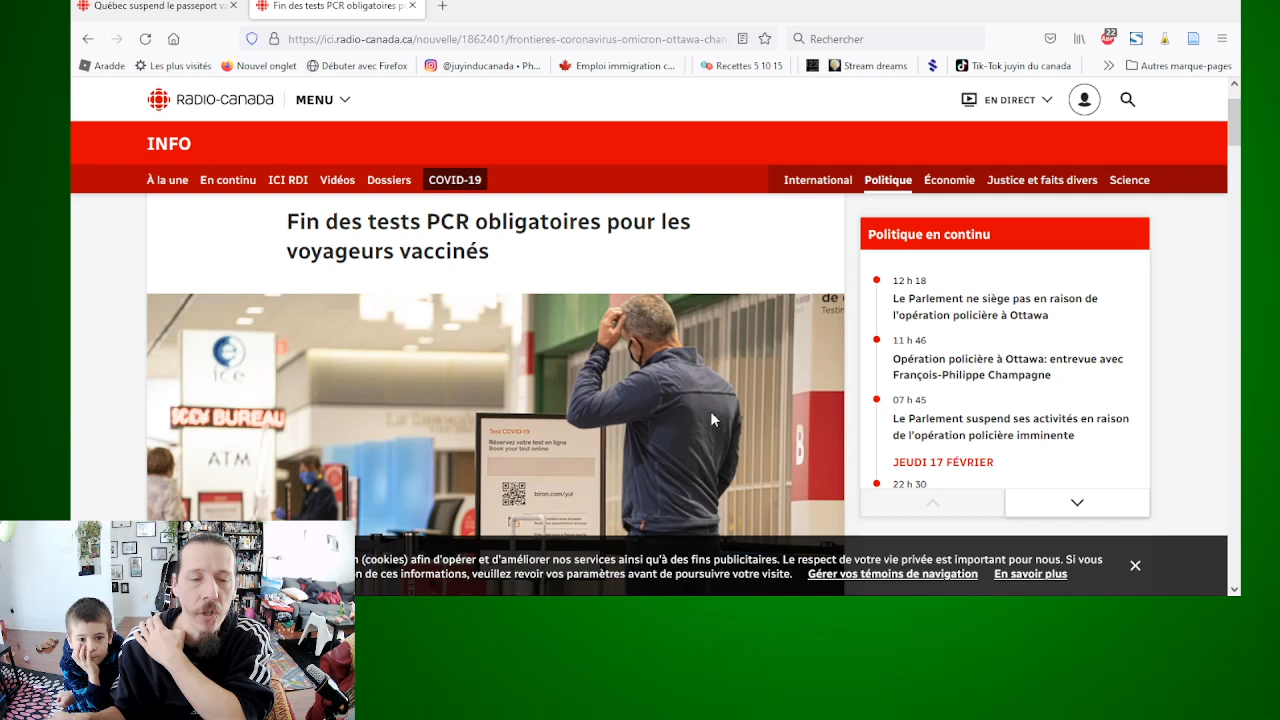 Québec suspend le passeport va
Fin des tests PCR obligatoires po
https://ici.radio-canada.ca/nouvelle/1862401/frontieres-coronavirus-omicron-ottawa-chan
Rechercher
22
Aradde
Les plus visités
Nouvel onglet
Débuter avec Firefox
@juyinducanada • Ph...
Emploi immigration c...
Recettes 5 10 15
Stream dreams
Tik-Tok juyin du canada
Autres marque-pages
RADIO-CANADA
MENU
EN DIRECT
INFO
À la une
En continu
ICI RDI
Vidéos
Dossiers
COVID-19
International
Politique
Économie
Justice et faits divers
Science
Fin des tests PCR obligatoires pour les
voyageurs vaccinés
Politique en continu
12 h 18
Le Parlement ne siège pas en raison de
l'opération policière à Ottawa
11 h 46
Opération policière à Ottawa: entrevue avec
François-Philippe Champagne
07 h 45
Le Parlement suspend ses activités en raison
de l'opération policière imminente
JEUDI 17 FÉVRIER
22 h 30
ice
BUREAU
ATM
Test COVID-19
Réservez votre test en ligne
Book your test online
biron.com/yul
(cookies) afin d'opérer et d'améliorer nos services ainsi qu'à des fins publicitaires. Le respect de votre vie privée est important pour nous. Si vous
n de ces informations, veuillez revoir vos paramètres avant de poursuivre votre visite. Gérer vos témoins de navigation En savoir plus